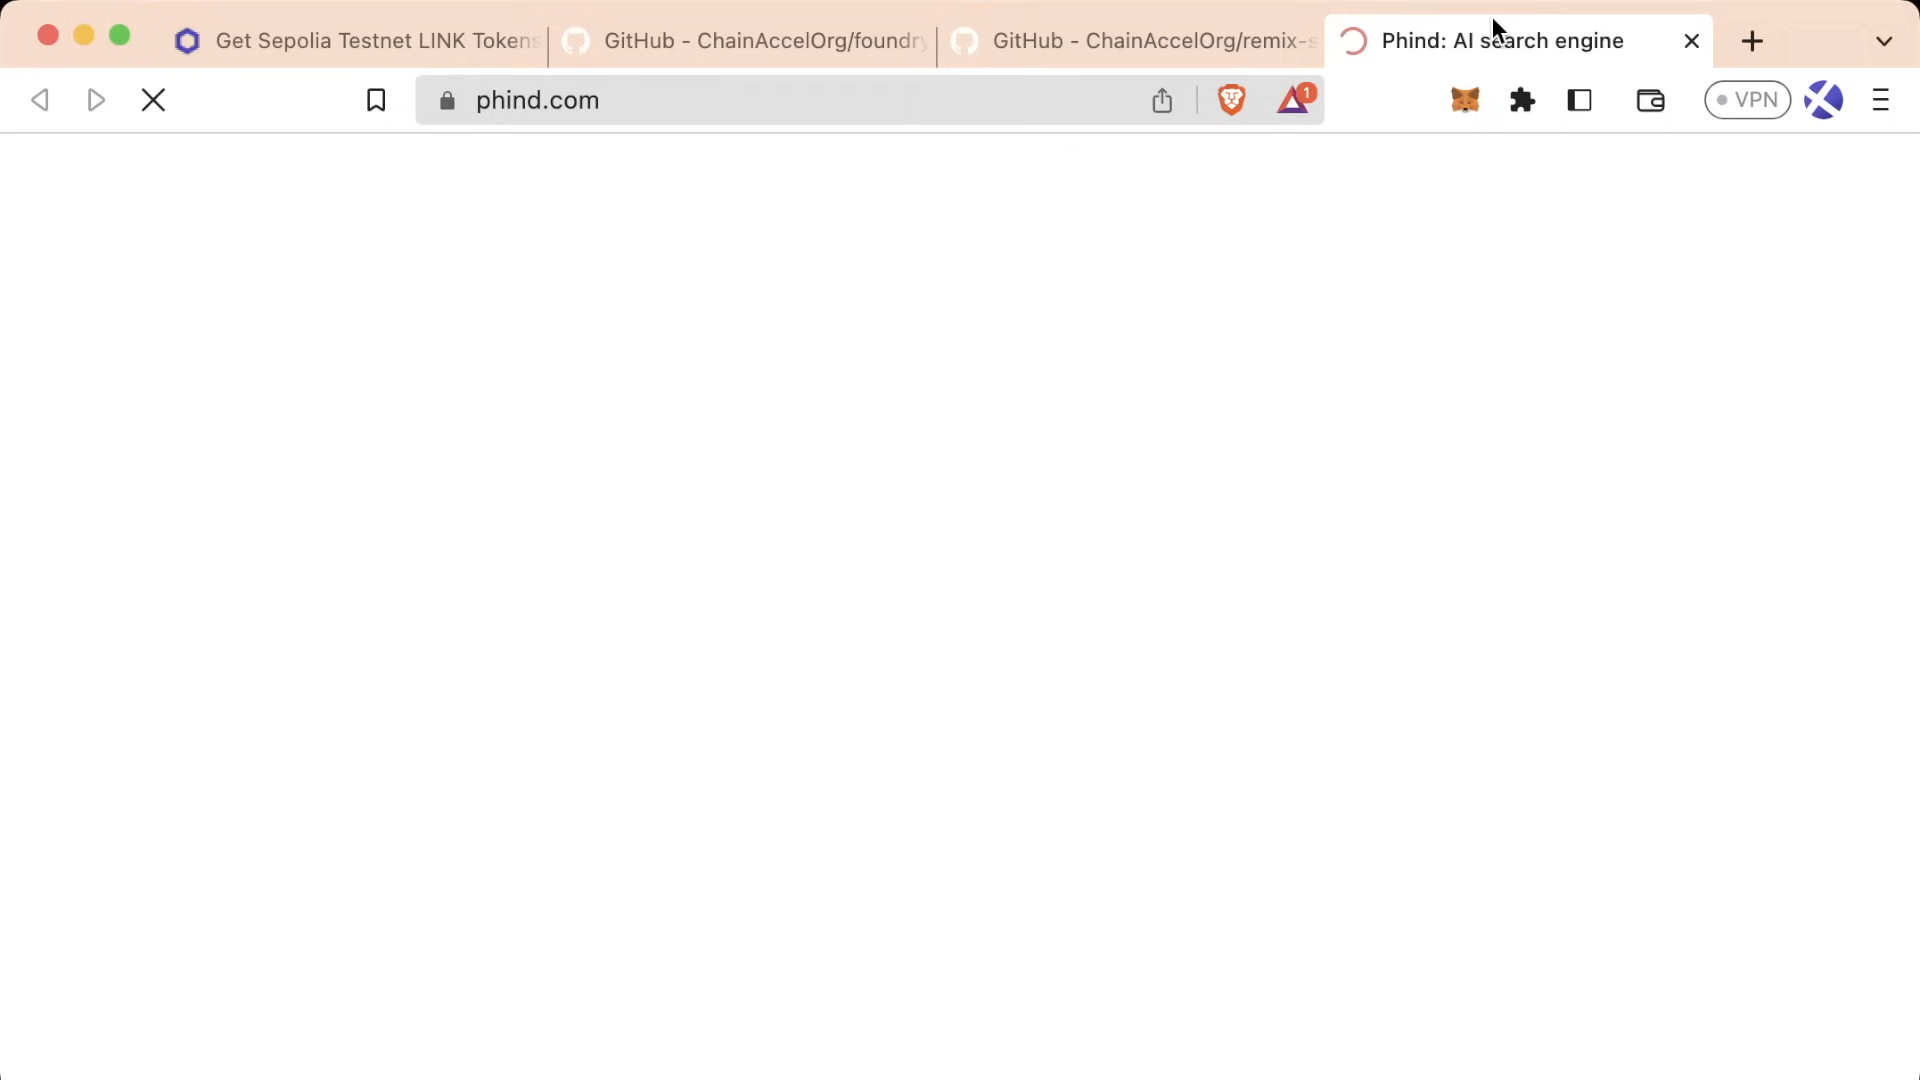 Get Sepolia Testnet LINK Tokens
GitHub - ChainAccelOrg/foundry
GitHub - ChainAccelOrg/remix-s
Phind: AI search engine
phind.com
1
VPN